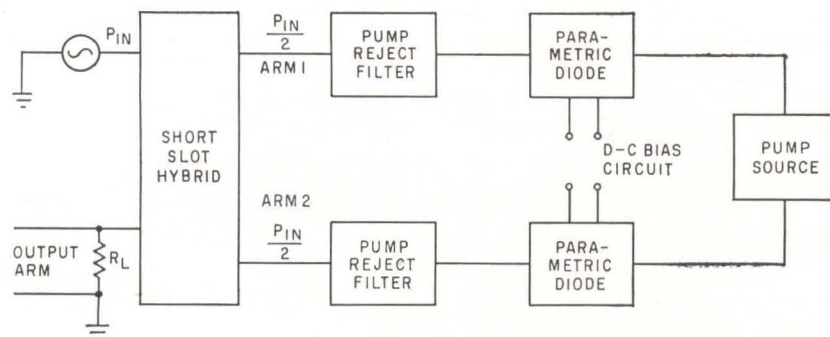 P_IN
SHORT
SLOT
HYBRID
P_IN
2
ARM 1
PUMP
REJECT
FILTER
PARA-
METRIC
DIODE
D-C BIAS
CIRCUIT
PUMP
SOURCE
ARM 2
P_IN
2
PUMP
REJECT
FILTER
PARA-
METRIC
DIODE
OUTPUT
ARM
R_L